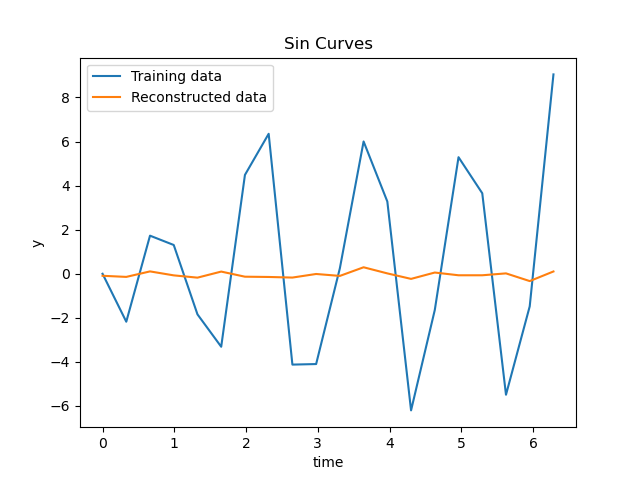 Sin Curves
Training data
Reconstructed data
8
6
4
2
0
−2
−4
−6
y
0 1 2 3 4 5 6
time